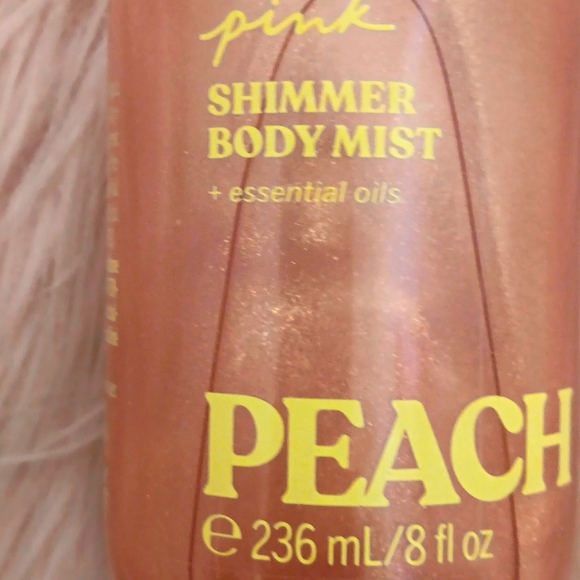 pink
SHIMMER
BODY MIST
+ essential oils
PEACH
℮ 236 mL/8 fl oz